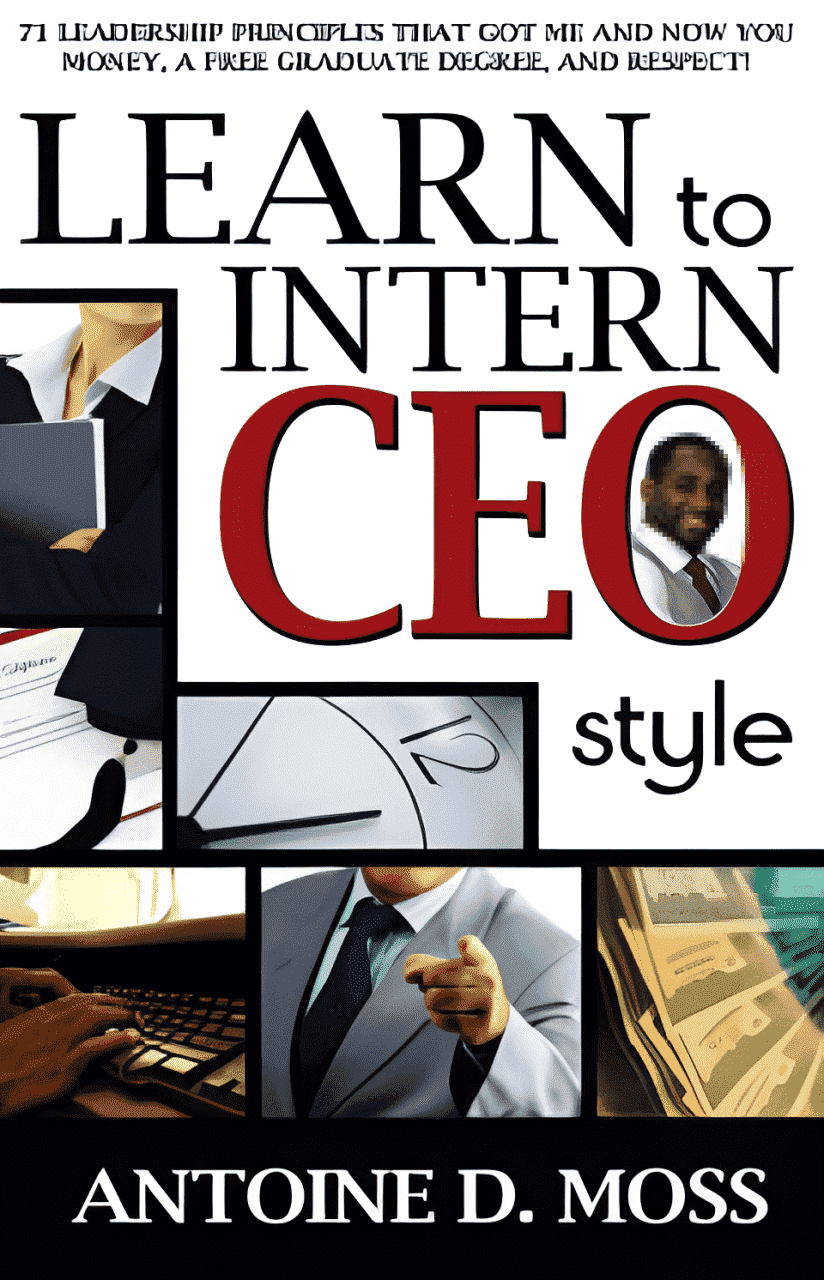 71 LEADERSHIP PRINCIPLES THAT GOT ME AND NOW YOU
MONEY, A FREE GRADUATE DEGREE, AND RESPECT!
LEARN to
INTERN
CEO
style
12
ANTOINE D. MOSS